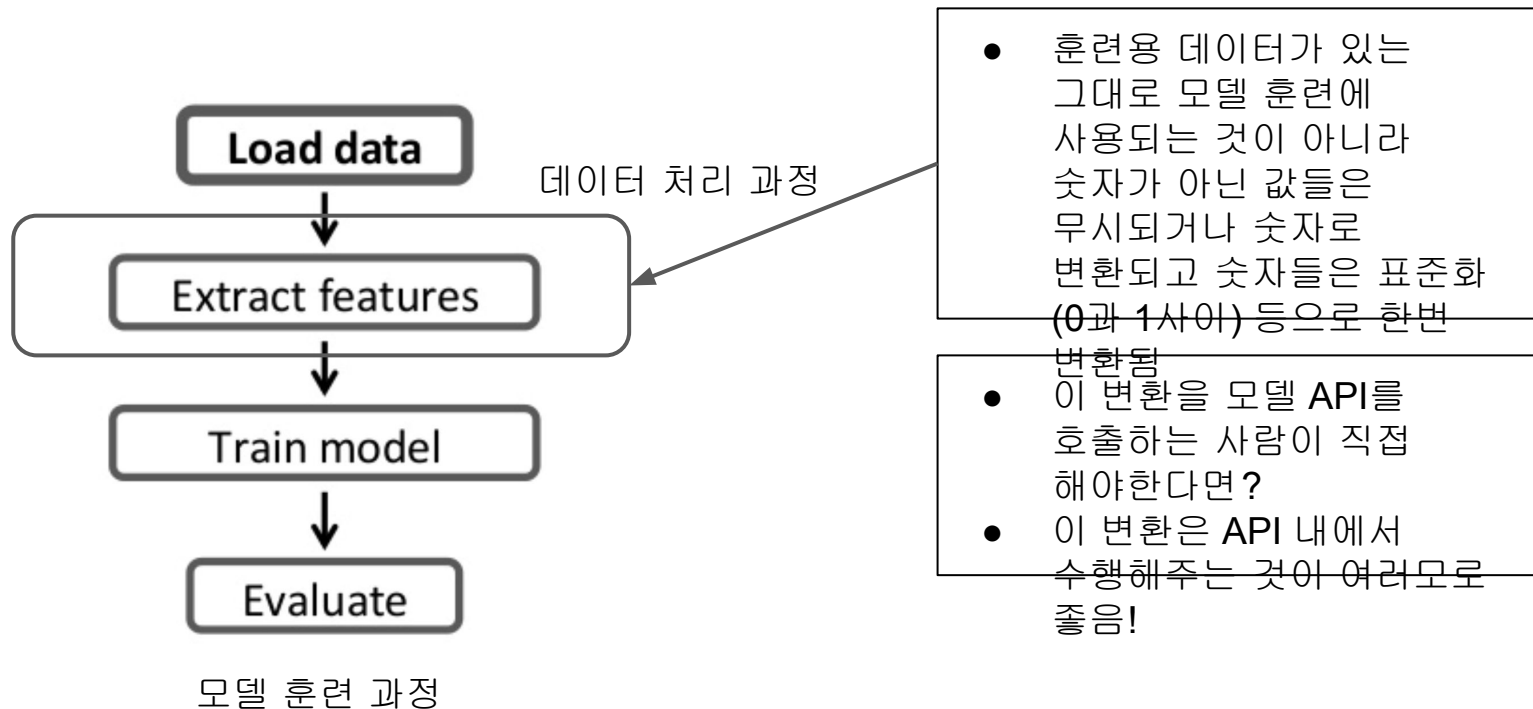 Load data
데이터 처리 과정
Extract features
Train model
Evaluate
모델 훈련 과정
● 훈련용 데이터가 있는
그대로 모델 훈련에
사용되는 것이 아니라
숫자가 아닌 값들은
무시되거나 숫자로
변환되고 숫자들은 표준화
(0과 1사이) 등으로 한번
변환됨
● 이 변환을 모델 API를
호출하는 사람이 직접
해야한다면?
● 이 변환은 API 내에서
수행해주는 것이 여러모로
좋음!